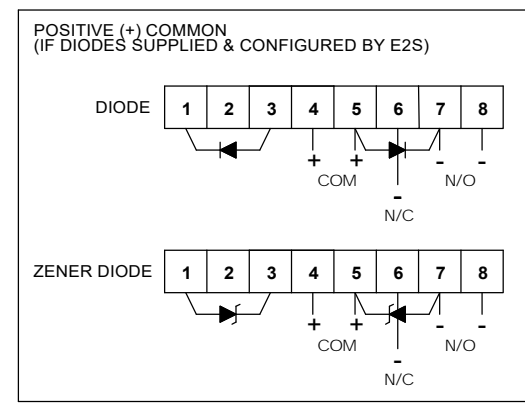 POSITIVE (+) COMMON
(IF DIODES SUPPLIED & CONFIGURED BY E2S)
DIODE 1 2 3 4 5 6 7 8
+ + - -
COM N/O
-
N/C
ZENER DIODE 1 2 3 4 5 6 7 8
+ + - -
COM N/O
-
N/C